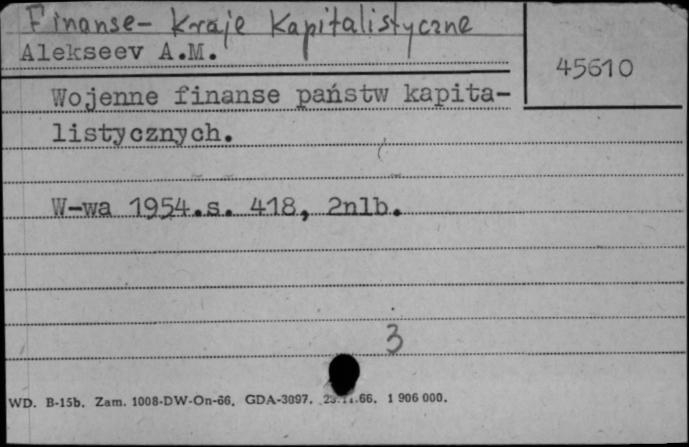 Finanse- kraje kapitalistyczne
Alekseev A.M.
45610
Wojenne finanse państw kapita-
listycznych.
W-wa 1954.s. 418, 2nlb.
3
WD. B-15b. Zam. 1008-DW-On-66. GDA-3097. .66. 1 906 000.